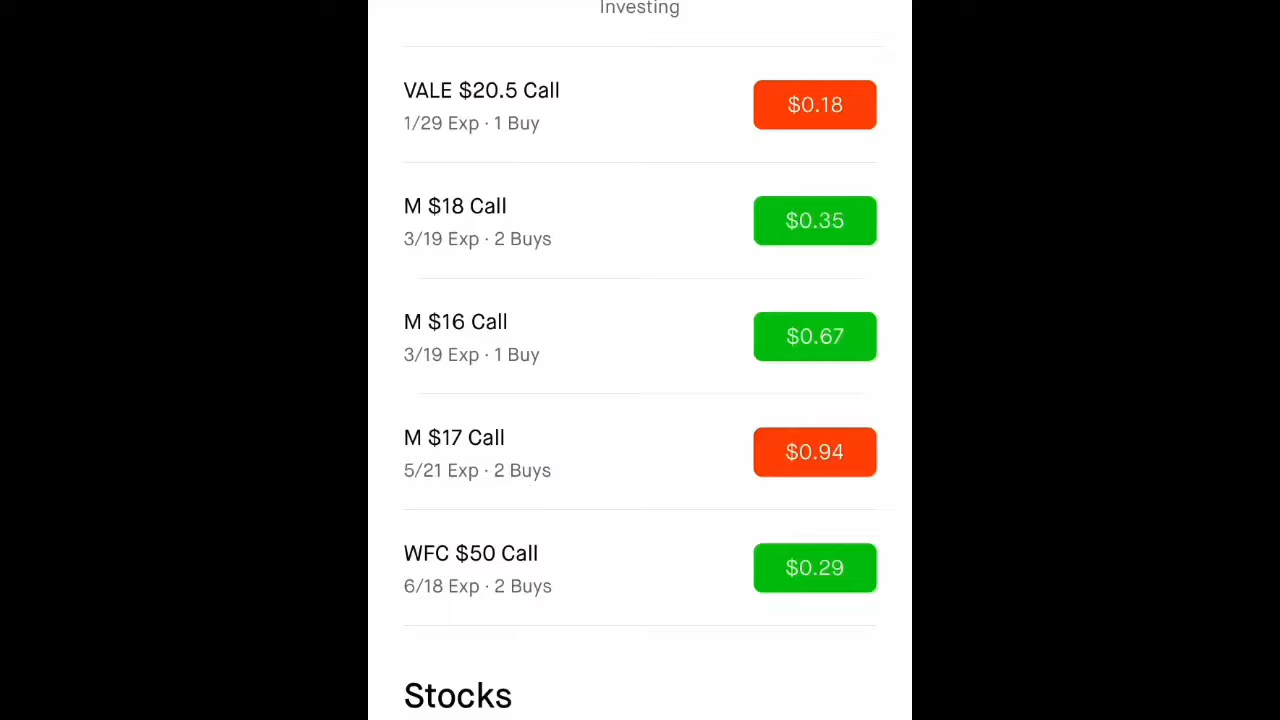 Investing
VALE $20.5 Call
1/29 Exp · 1 Buy
$0.18
M $18 Call
3/19 Exp · 2 Buys
$0.35
M $16 Call
3/19 Exp · 1 Buy
$0.67
M $17 Call
5/21 Exp · 2 Buys
$0.94
WFC $50 Call
6/18 Exp · 2 Buys
$0.29
Stocks